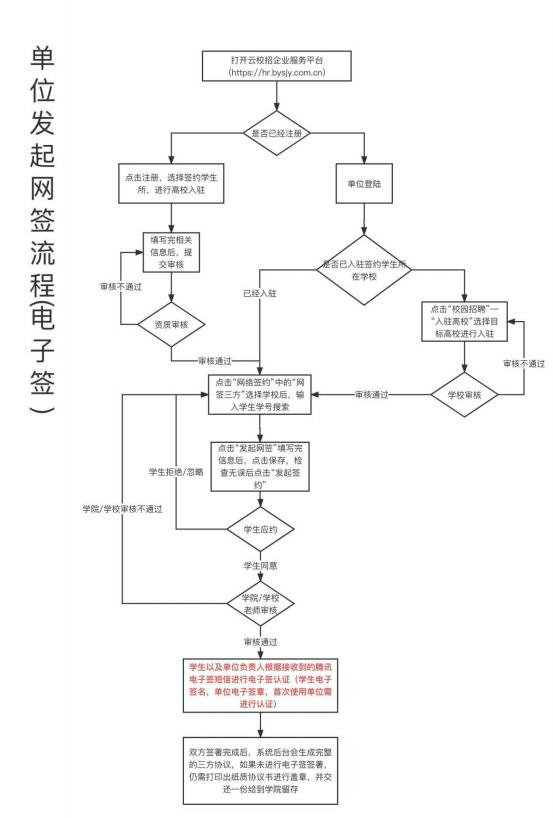 单位发起网签流程(电子签)
打开云校招企业服务平台
(https://hr.bysjy.com.cn)
是否已经注册
点击注册，选择签约学生
所，进行高校入驻
单位登陆
填写完相关
信息后，提
交审核
审核不通过
资质审核
审核通过
是否已入驻签约学生所
在学校
已经入驻
点击“校园招聘”—
“入驻高校”选择目
标高校进行入驻
审核不通过
学校审核
审核通过
点击“网络签约”中的“网
签三方”选择学校后，输
入学生学号搜索
点击“发起网签”填写完
信息后，点击保存，检
查无误后点击“发起签
约”
学生拒绝/忽略
学院/学校审核不通过
学生应约
学生同意
学院/学校
老师审核
审核通过
学生以及单位负责人根据接收到的腾讯
电子签短信进行电子签认证（学生电子
签名，单位电子签章，首次使用单位需
进行认证）
双方签署完成后，系统后台会生成完整
的三方协议，如果未进行电子签签署，
仍需打印出纸质协议书进行盖章，并交
还一份给到学院留存